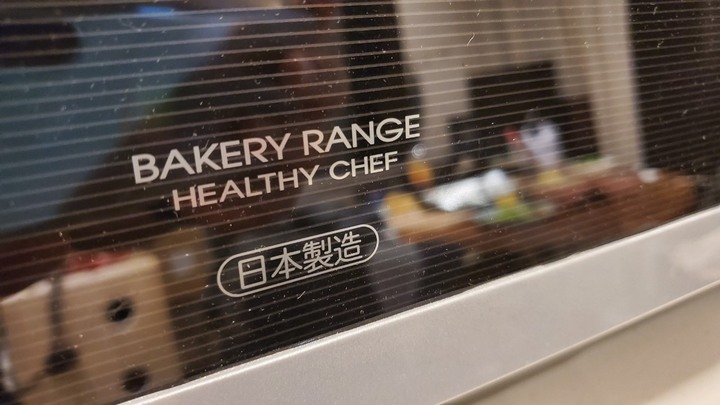 BAKERY RANGE
HEALTHY CHEF
日本製造